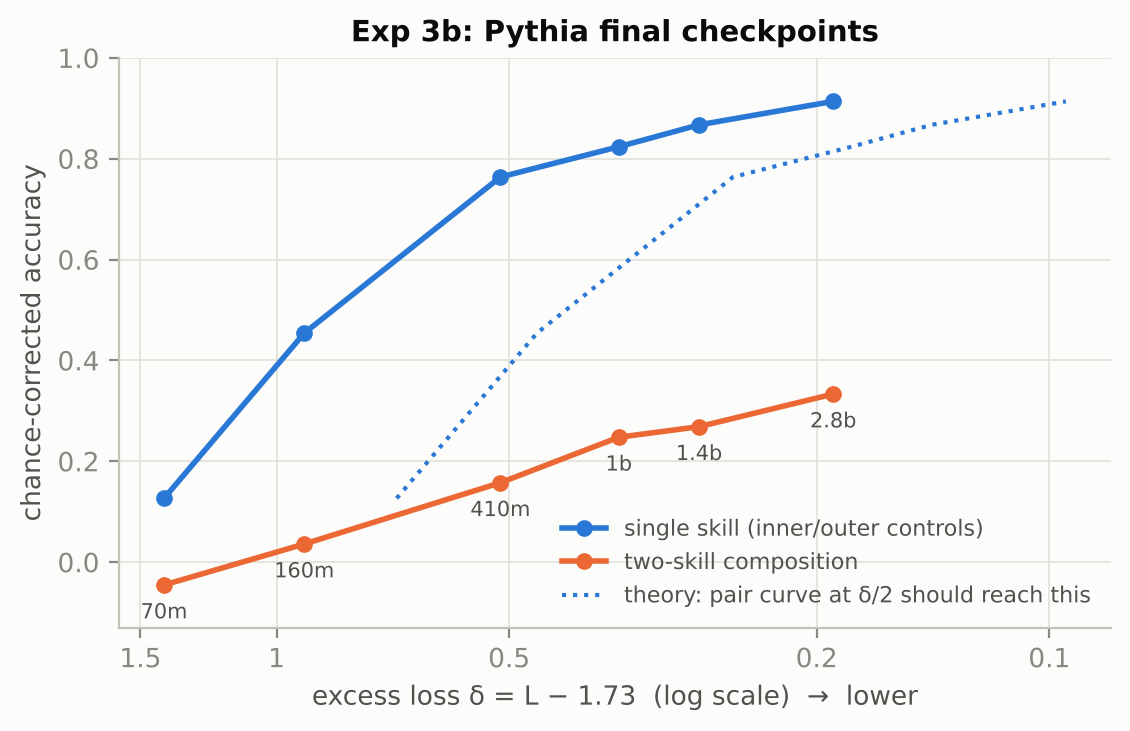 Exp 3b: Pythia final checkpoints
1.0
0.8
0.6
0.4
0.2
0.0
chance-corrected accuracy
70m
160m
410m
1b
1.4b
2.8b
single skill (inner/outer controls)
two-skill composition
theory: pair curve at δ/2 should reach this
1.5
1
0.5
0.2
0.1
excess loss δ = L − 1.73 (log scale) → lower